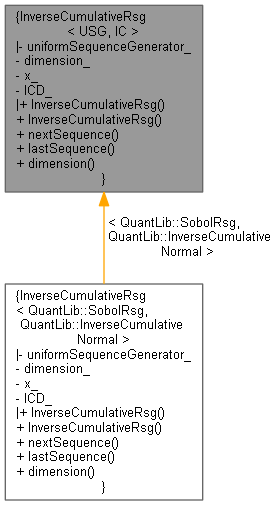 {InverseCumulativeRsg
< USG, IC >
|- uniformSequenceGenerator_
- dimension_
- x_
- ICD_
|+ InverseCumulativeRsg()
+ InverseCumulativeRsg()
+ nextSequence()
+ lastSequence()
+ dimension()
}
< QuantLib::SobolRsg,
QuantLib::InverseCumulative
Normal >
{InverseCumulativeRsg
< QuantLib::SobolRsg,
QuantLib::InverseCumulative
Normal >
|- uniformSequenceGenerator_
- dimension_
- x_
- ICD_
|+ InverseCumulativeRsg()
+ InverseCumulativeRsg()
+ nextSequence()
+ lastSequence()
+ dimension()
}